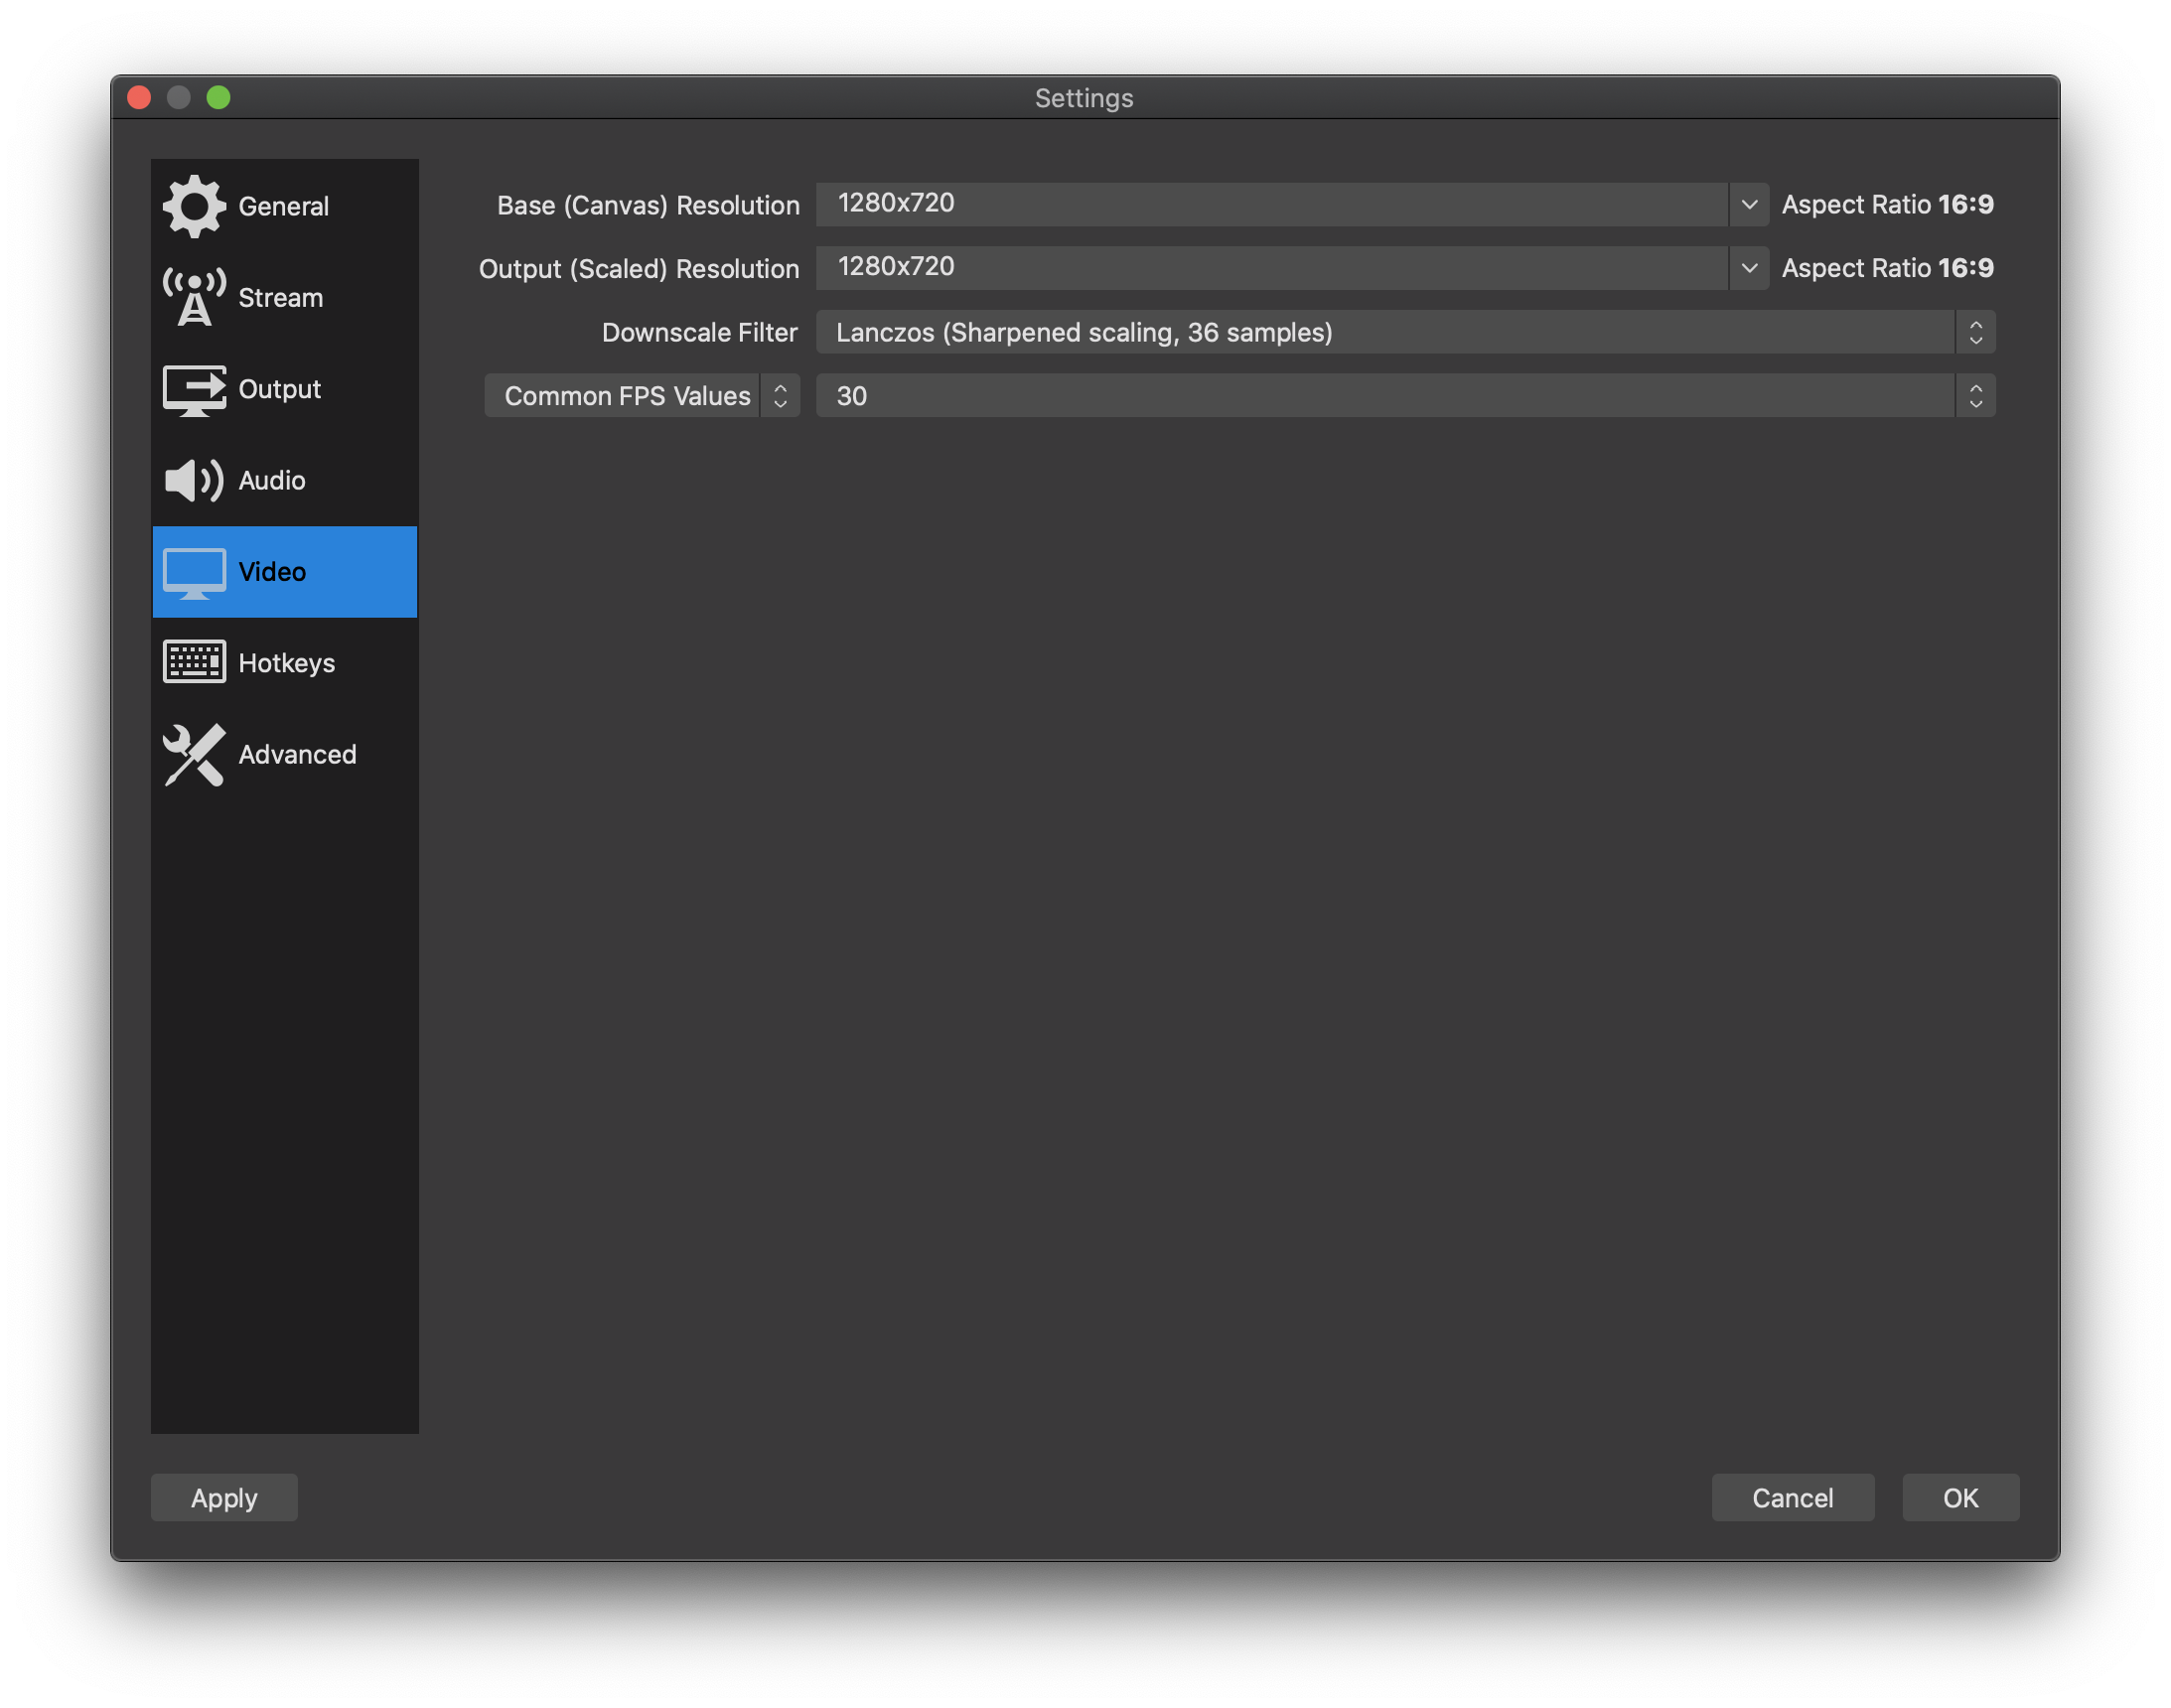 Settings
General
Stream
Output
Audio
Video
Hotkeys
Advanced
Base (Canvas) Resolution 1280x720 Aspect Ratio 16:9
Output (Scaled) Resolution 1280x720 Aspect Ratio 16:9
Downscale Filter Lanczos (Sharpened scaling, 36 samples)
Common FPS Values 30
Apply Cancel OK